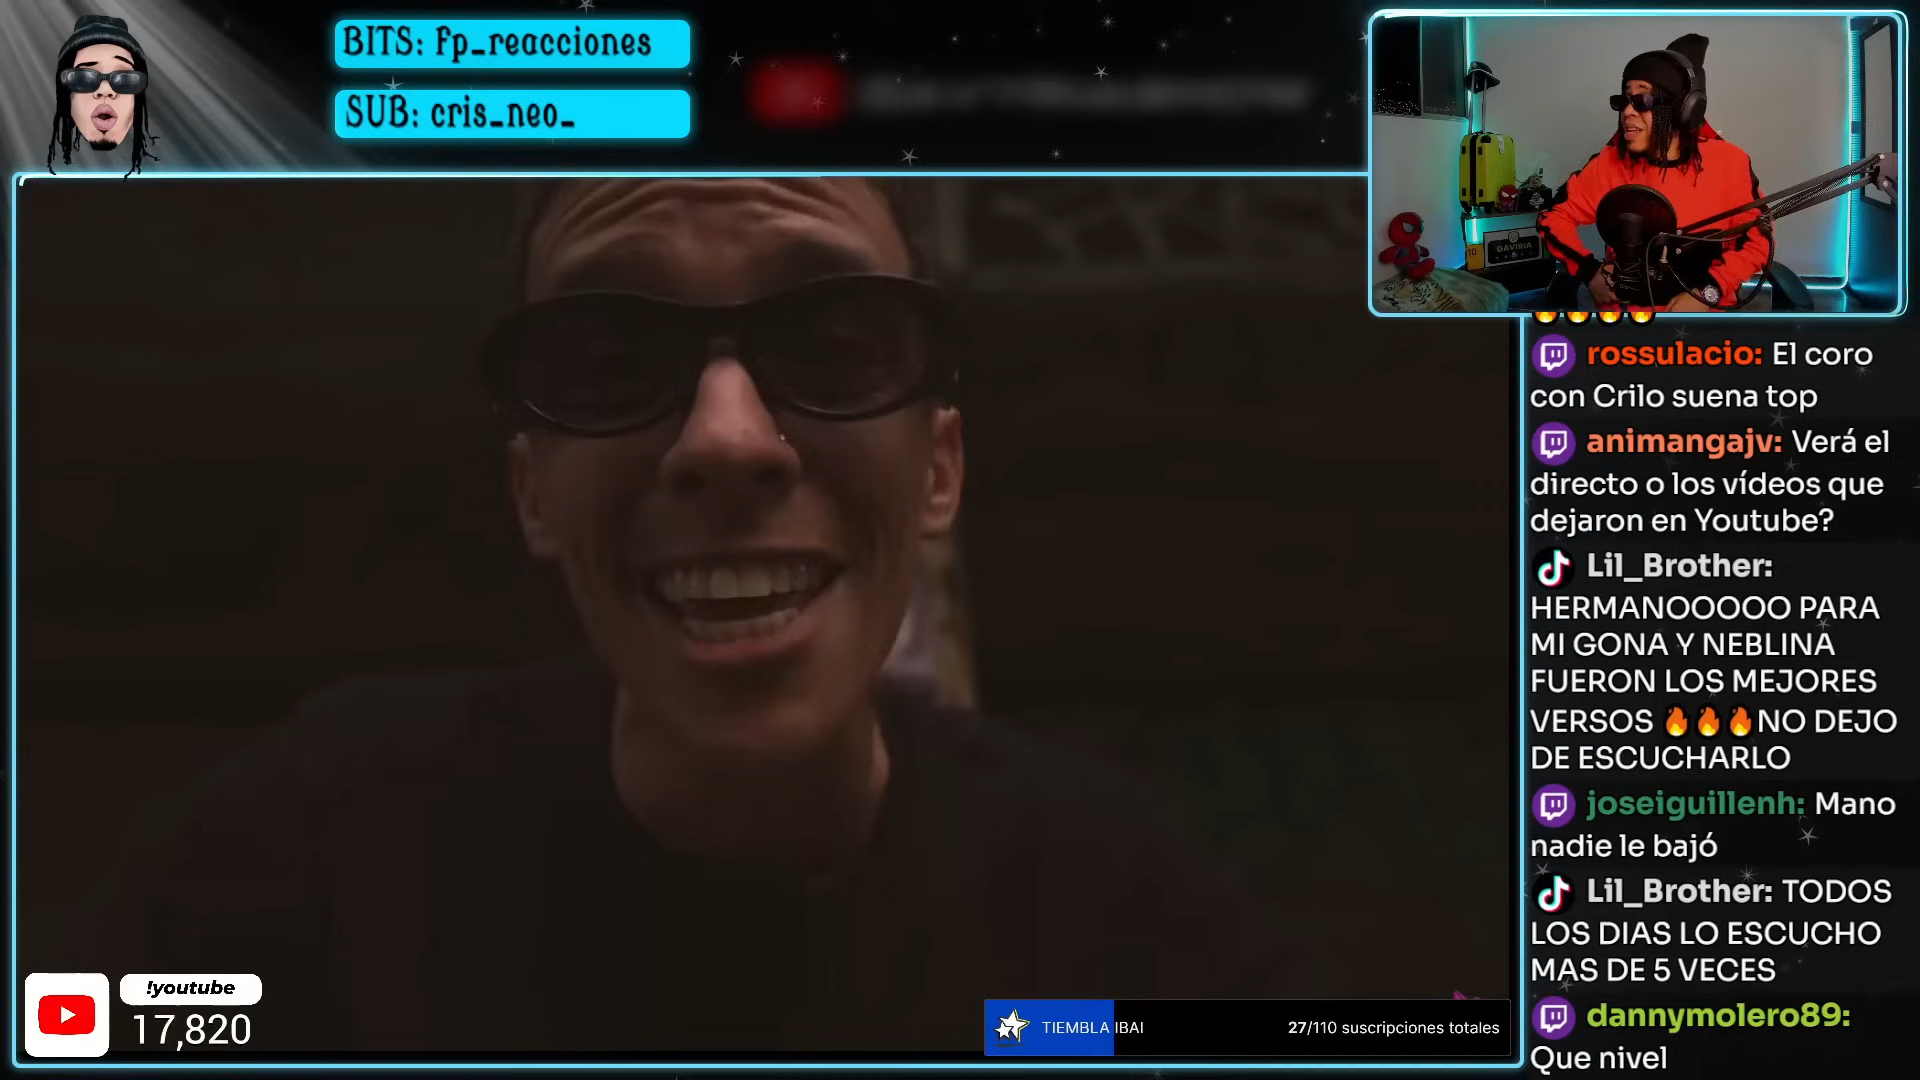 BITS: Fp_reacciones
SUB: cris_neo_
GAVIRIA
rossulacio: El coro
con Crilo suena top
animangajv: Verá el
directo o los vídeos que
dejaron en Youtube?
Lil_Brother:
HERMANOOOOO PARA
MI GONA Y NEBLINA
FUERON LOS MEJORES
VERSOS 🔥🔥🔥NO DEJO
DE ESCUCHARLO
joseiguillenh: Mano
nadie le bajó
Lil_Brother: TODOS
LOS DIAS LO ESCUCHO
MAS DE 5 VECES
dannymolero89:
Que nivel
!youtube
17,820
TIEMBLA IBAI
27/110 suscripciones totales